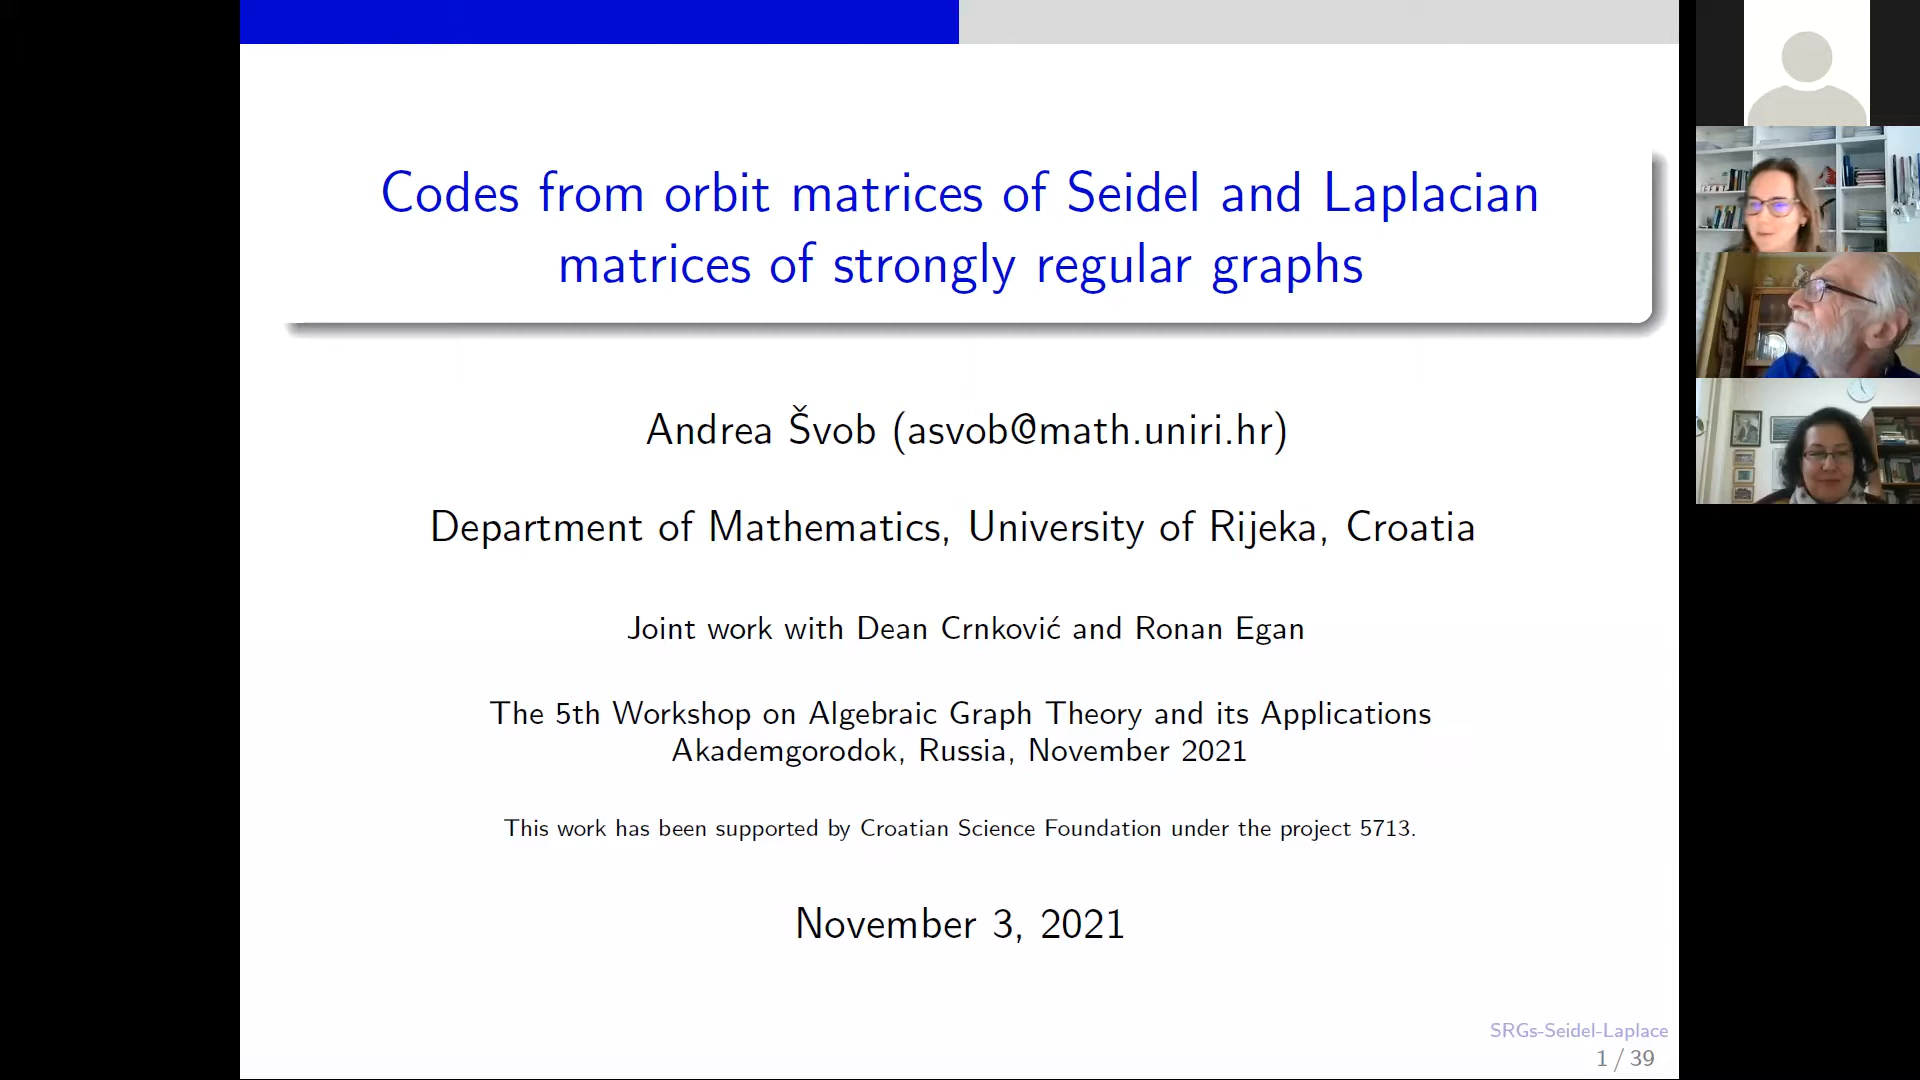 Codes from orbit matrices of Seidel and Laplacian
matrices of strongly regular graphs
Andrea Švob (asvob@math.uniri.hr)
Department of Mathematics, University of Rijeka, Croatia
Joint work with Dean Crnković and Ronan Egan
The 5th Workshop on Algebraic Graph Theory and its Applications
Akademgorodok, Russia, November 2021
This work has been supported by Croatian Science Foundation under the project 5713.
November 3, 2021
SRGs-Seidel-Laplace
1 / 39